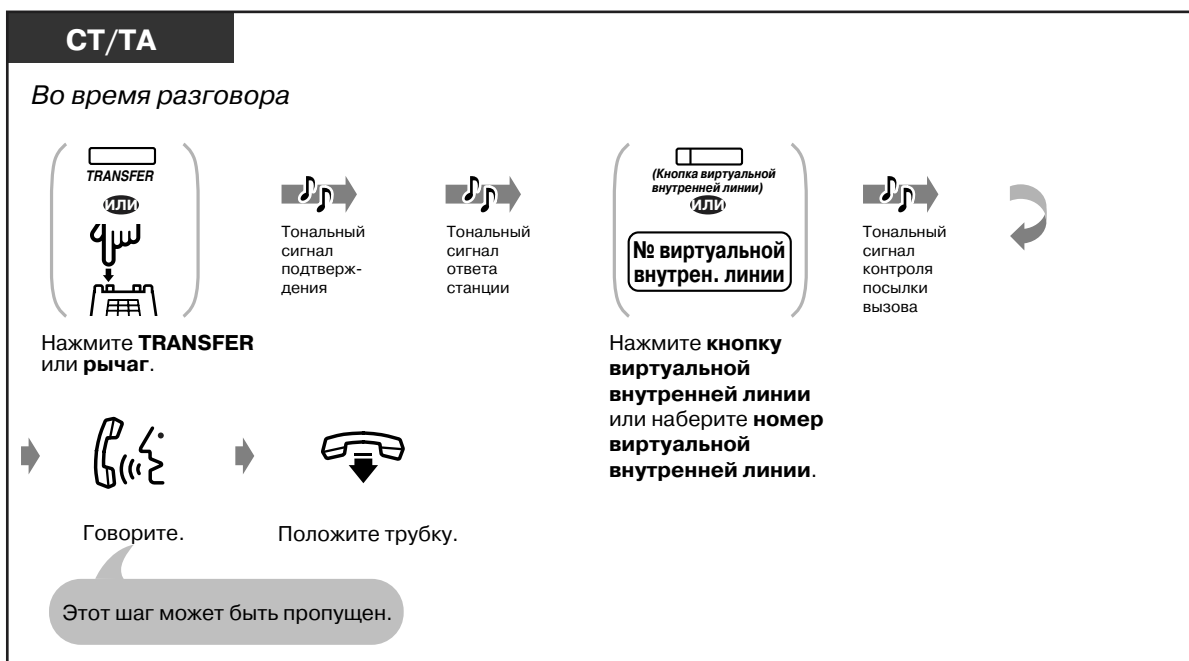 СТ/ТА
Во время разговора
TRANSFER
или
Нажмите TRANSFER
или рычаг.
Тональный
сигнал
подтверж-
дения
Тональный
сигнал
ответа
станции
(Кнопка виртуальной
внутренней линии)
или
№ виртуальной
внутрен. линии
Нажмите кнопку
виртуальной
внутренней линии
или наберите номер
виртуальной
внутренней линии.
Тональный
сигнал
контроля
посылки
вызова
Говорите.
Положите трубку.
Этот шаг может быть пропущен.